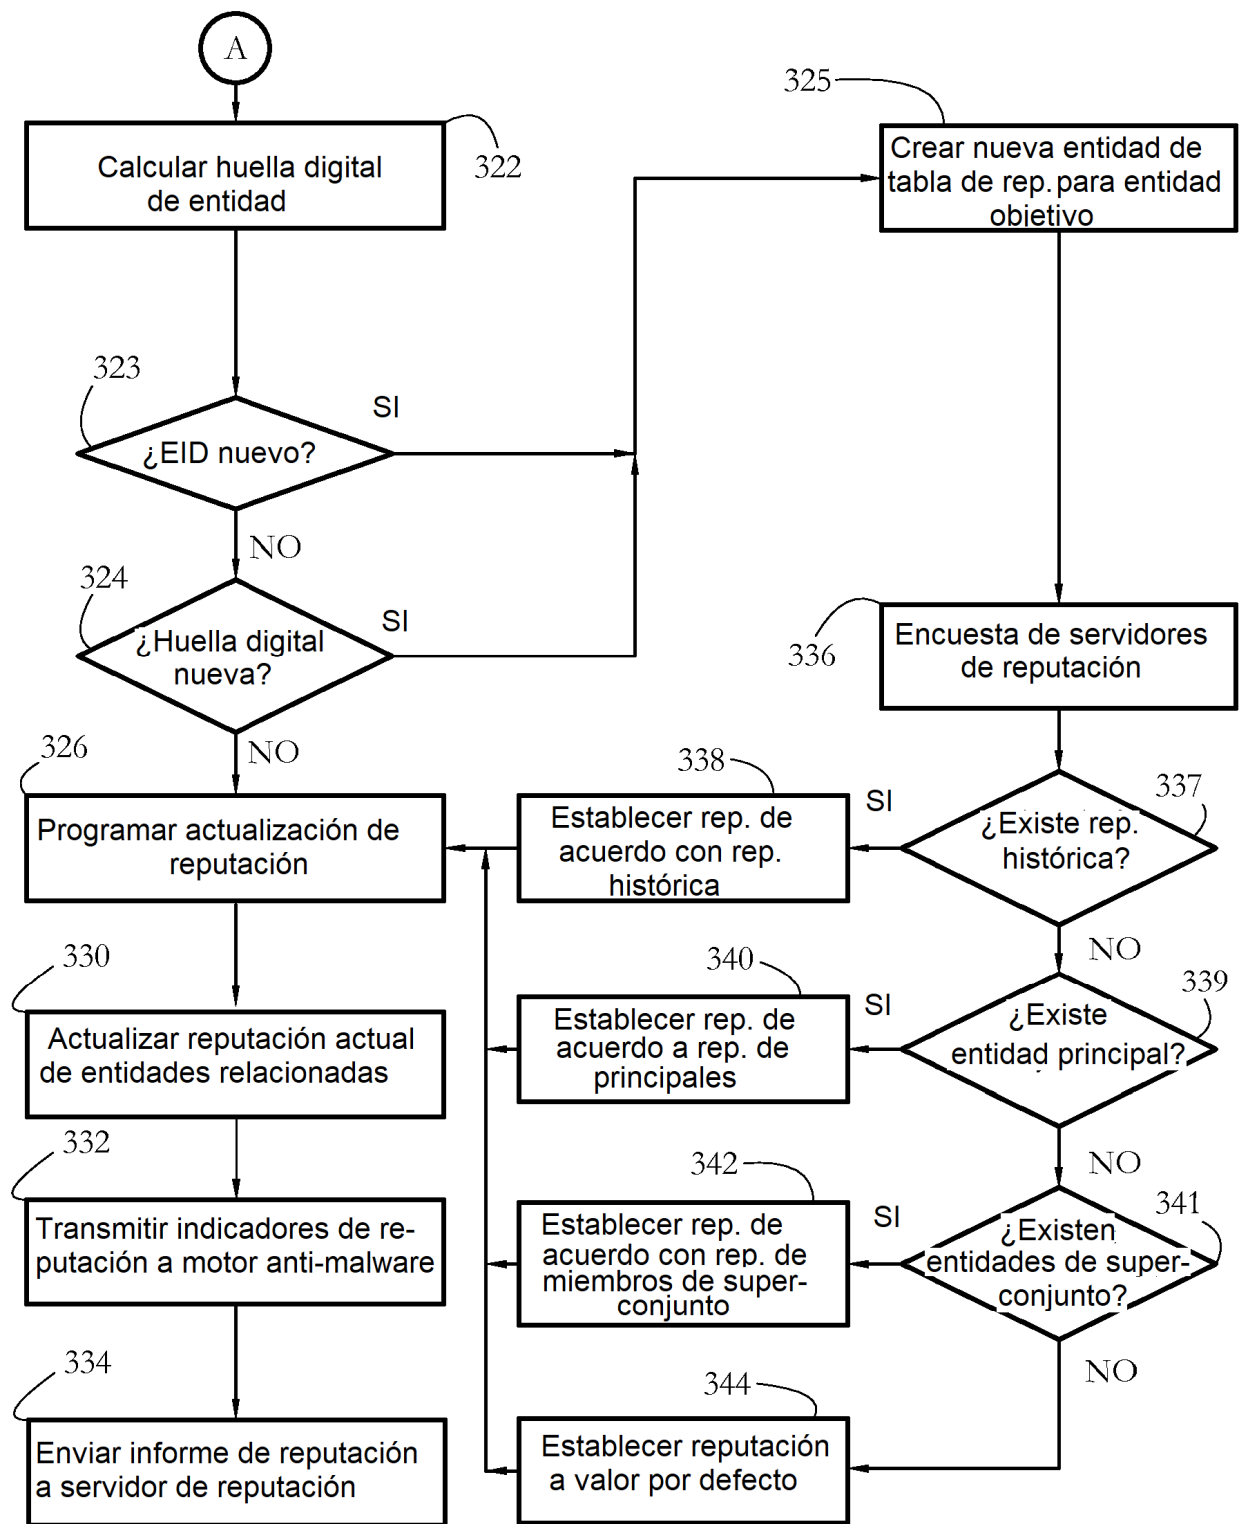 A
322
Calcular huella digital
de entidad
325
Crear nueva entidad de
tabla de rep. para entidad
objetivo
323
¿EID nuevo?
SI
NO
324
¿Huella digital
nueva?
SI
NO
336
Encuesta de servidores
de reputación
337
¿Existe rep.
histórica?
SI
NO
338
Establecer rep. de
acuerdo con rep.
histórica
326
Programar actualización de
reputación
339
¿Existe
entidad principal?
SI
NO
340
Establecer rep. de
acuerdo a rep. de
principales
330
Actualizar reputación actual
de entidades relacionadas
341
¿Existen
entidades de super-
conjunto?
SI
NO
342
Establecer rep. de
acuerdo con rep. de
miembros de super-
conjunto
332
Transmitir indicadores de re-
putación a motor anti-malware
344
Establecer reputación
a valor por defecto
334
Enviar informe de reputación
a servidor de reputación